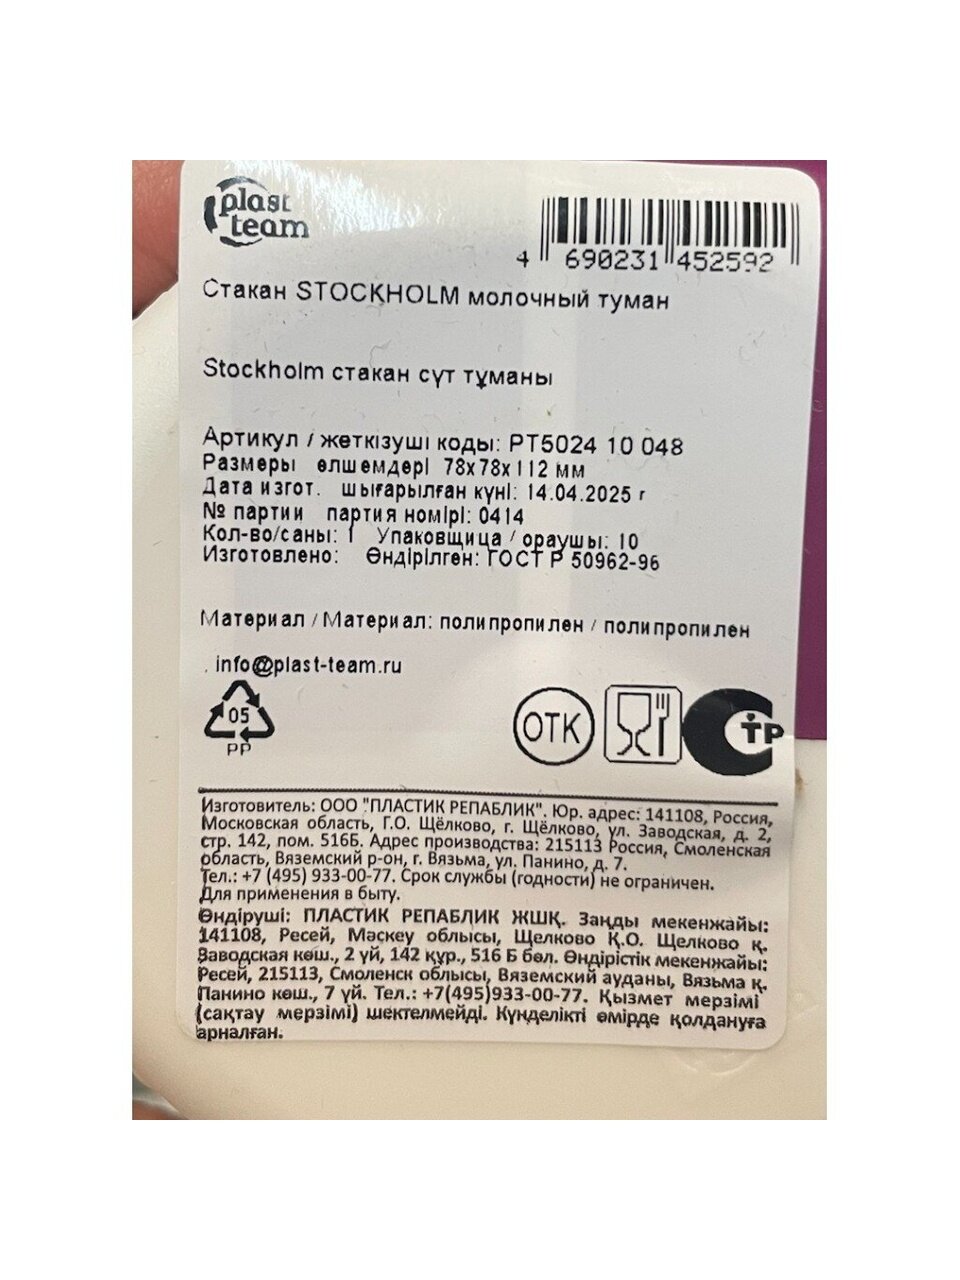 plast
team
4 690231 452592
Стакан STOCKHOLM молочный туман
Stockholm стакан сүт тұманы
Артикул / жеткізуші коды: PT5024 10 048
Размеры өлшемдері 78x78x112 мм
Дата изгот. шығарылған күні: 14.04.2025 г
№ партии партия номірі: 0414
Кол-во/саны: 1 Упаковщица / ораушы: 10
Изготовлено: Өндірілген: ГОСТ Р 50962-96
Материал / Материал: полипропилен / полипропилен
. info@plast-team.ru
05
PP
ОТК
СТР
Изготовитель: ООО "ПЛАСТИК РЕПАБЛИК". Юр. адрес: 141108, Россия,
Московская область, Г.О. Щёлково, г. Щёлково, ул. Заводская, д. 2,
стр. 142, пом. 516Б. Адрес производства: 215113 Россия, Смоленская
область, Вяземский р-он, г. Вязьма, ул. Панино, д. 7.
Тел.: +7 (495) 933-00-77. Срок службы (годности) не ограничен.
Для применения в быту.
Өндіруші: ПЛАСТИК РЕПАБЛИК ЖШҚ. Заңды мекенжайы:
141108, Ресей, Мәскеу облысы, Щелково Қ.О. Щелково қ.
Заводская көш., 2 үй, 142 құр., 516 Б бөл. Өндірістік мекенжайы:
Ресей, 215113, Смоленск облысы, Вяземский ауданы, Вязьма қ.
Панино көш., 7 үй. Тел.: +7(495)933-00-77. Қызмет мерзімі
(сақтау мерзімі) шектелмейді. Күнделікті өмірде қолдануға
арналған.